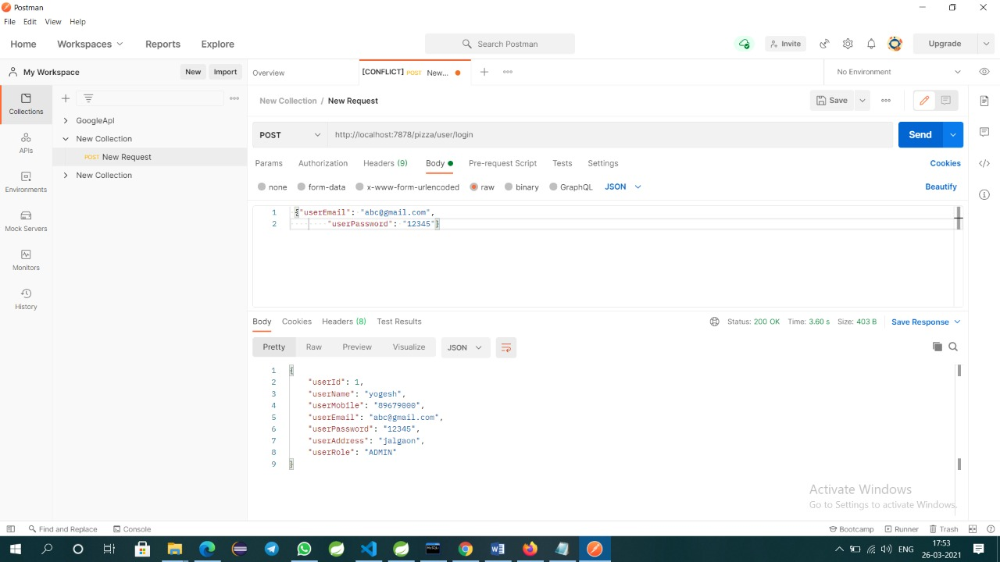 Postman
File Edit View Help
Home Workspaces Reports Explore Search Postman Invite Upgrade
My Workspace New Import Overview [CONFLICT] POST New... No Environment
Collections
APIs
Environments
Mock Servers
Monitors
History
GoogleApI
New Collection
POST New Request
New Collection
New Collection / New Request Save
POST http://localhost:7878/pizza/user/login Send
Params Authorization Headers (9) Body Pre-request Script Tests Settings Cookies
none form-data x-www-form-urlencoded raw binary GraphQL JSON Beautify
1 {"userEmail": "abc@gmail.com",
2 "userPassword": "12345"}
Body Cookies Headers (8) Test Results Status: 200 OK Time: 3.60 s Size: 403 B Save Response
Pretty Raw Preview Visualize JSON
1 {
2 "userId": 1,
3 "userName": "yogesh",
4 "userMobile": "89679000",
5 "userEmail": "abc@gmail.com",
6 "userPassword": "12345",
7 "userAddress": "jalgaon",
8 "userRole": "ADMIN"
9 }
Activate Windows
Go to Settings to activate Windows.
Find and Replace Console Bootcamp Runner Trash
ENG 17:53
26-03-2021